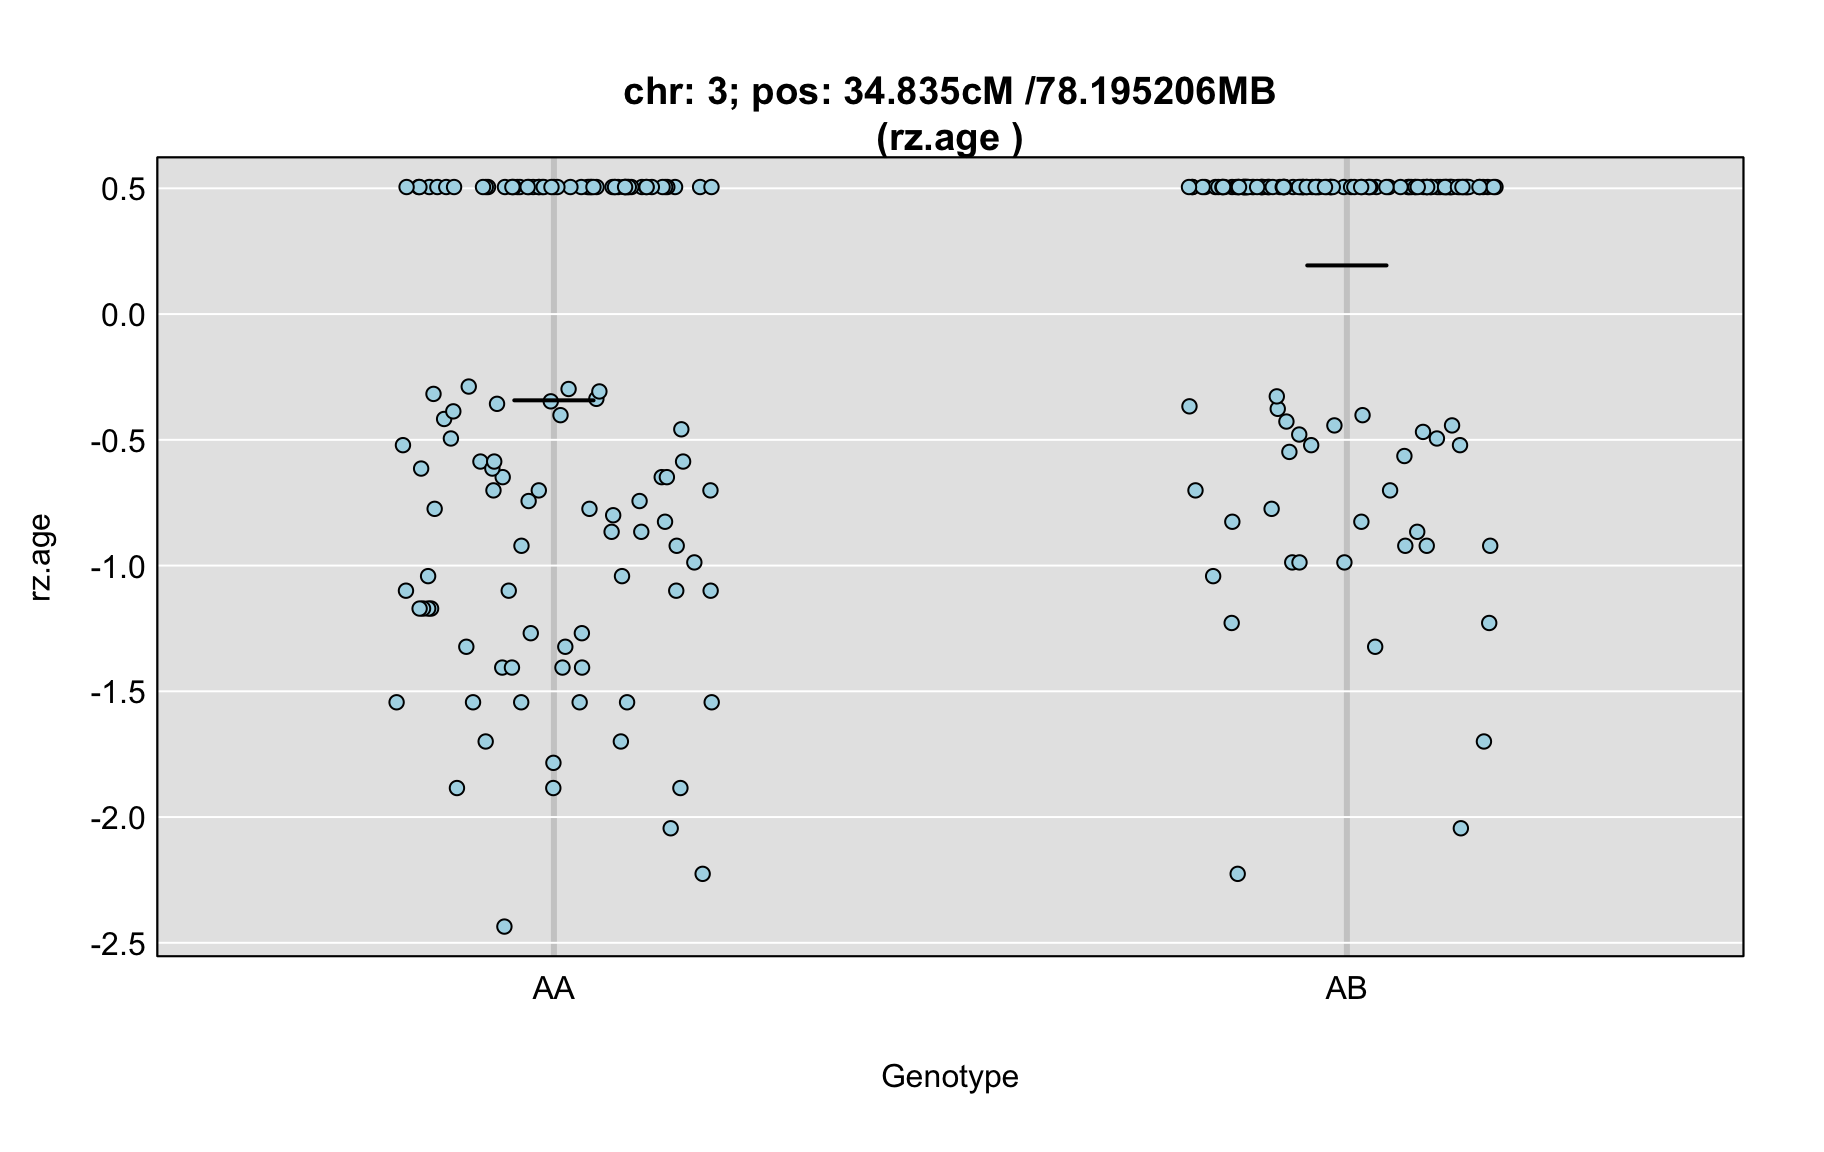 chr: 3; pos: 34.835cM /78.195206MB
(rz.age )
0.5
0.0
-0.5
-1.0
-1.5
-2.0
-2.5
rz.age
AA
AB
Genotype